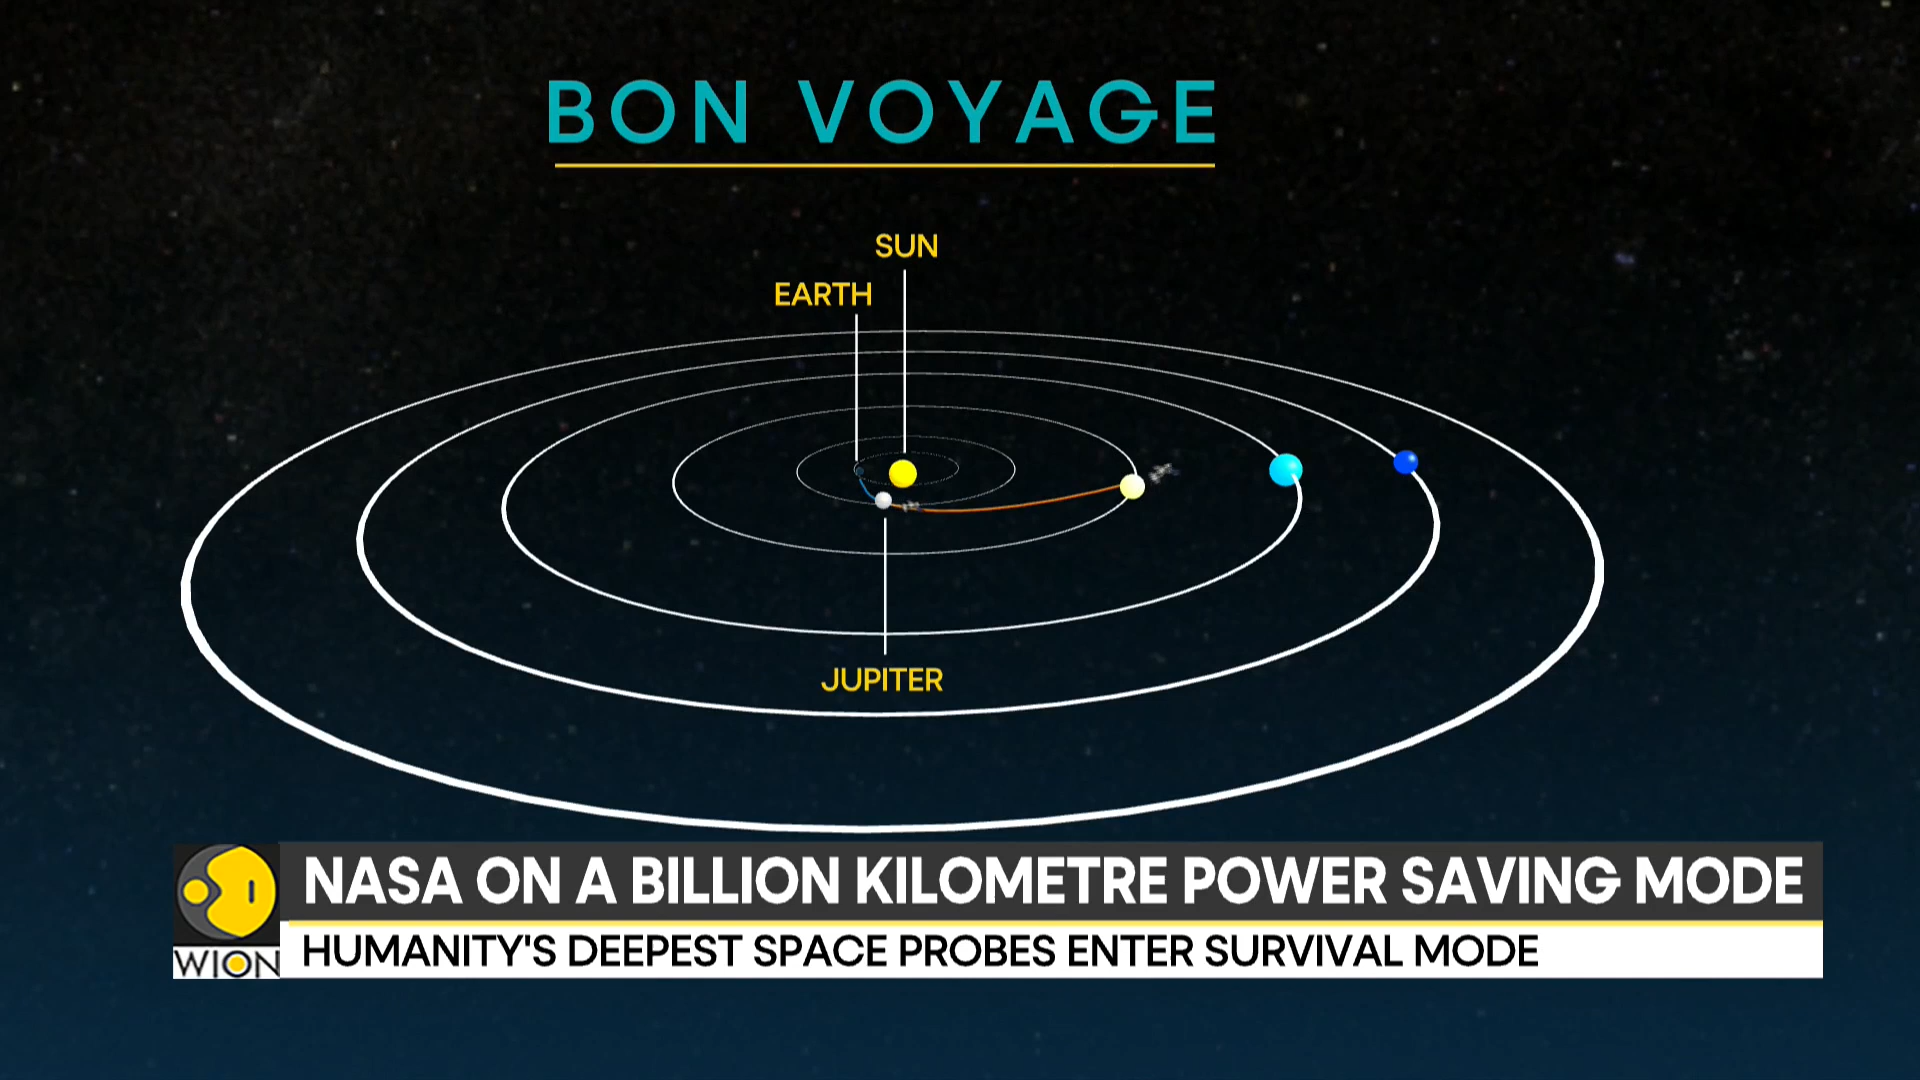 BON VOYAGE
SUN
EARTH
JUPITER
NASA ON A BILLION KILOMETRE POWER SAVING MODE
HUMANITY'S DEEPEST SPACE PROBES ENTER SURVIVAL MODE
WION